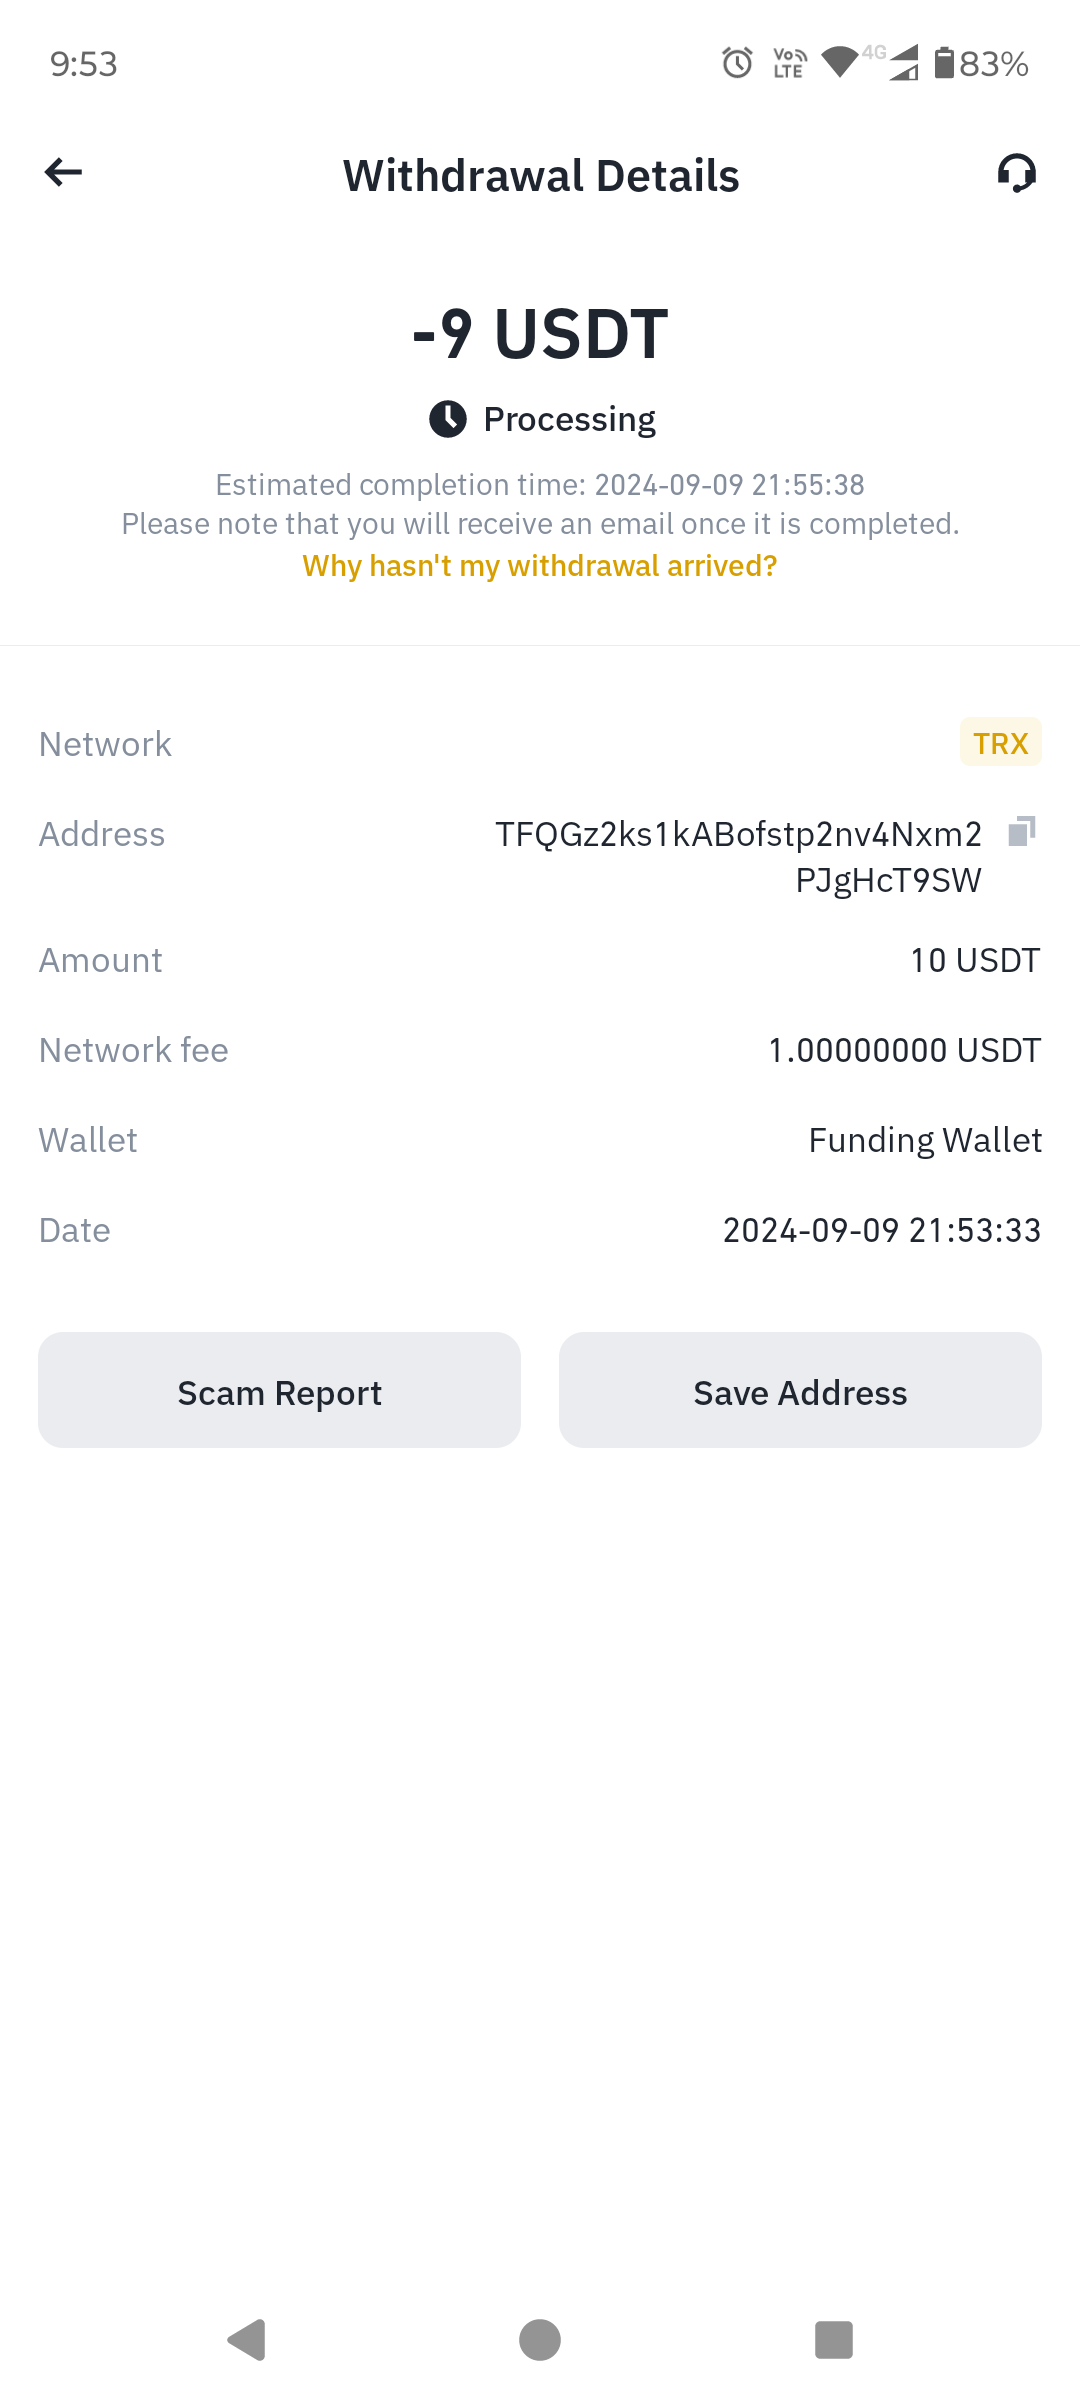 9:53
VoLTE 4G 83%
Withdrawal Details
-9 USDT
Processing
Estimated completion time: 2024-09-09 21:55:38
Please note that you will receive an email once it is completed.
Why hasn't my withdrawal arrived?
Network TRX
Address TFQGz2ks1kABofstp2nv4Nxm2
PJgHcT9SW
Amount 10 USDT
Network fee 1.00000000 USDT
Wallet Funding Wallet
Date 2024-09-09 21:53:33
Scam Report Save Address